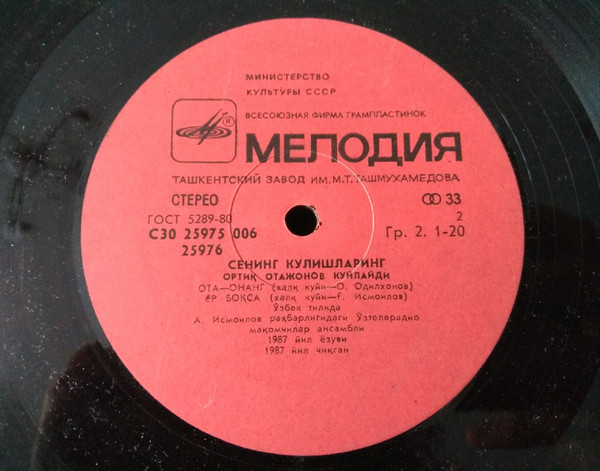 МИНИСТЕРСТВО
КУЛЬТУРЫ СССР
ВСЕСОЮЗНАЯ ФИРМА ГРАМПЛАСТИНОК
®
МЕЛОДИЯ
ТАШКЕНТСКИЙ ЗАВОД ИМ. М.Т. ТАШМУХАМЕДОВА
СТЕРЕО 33
ГОСТ 5289-80 2
С30 25975 006 Гр. 2. 1-20
25976
СЕНИНГ КУЛИШЛАРИНГ
ОРТИҚ ОТАЖОНОВ КУЙЛАЙДИ
ОТА—ОНАНГ (халқ куйи—О. Одилхонов)
ЁР БОҚСА (халқ куйи—Ғ. Исмоилов)
Ўзбек тилида
А. Исмоилов раҳбарлигидаги Ўзтелерадио
мақомчилар ансамбли
1987 йил ёзуви
1987 йил чиқган